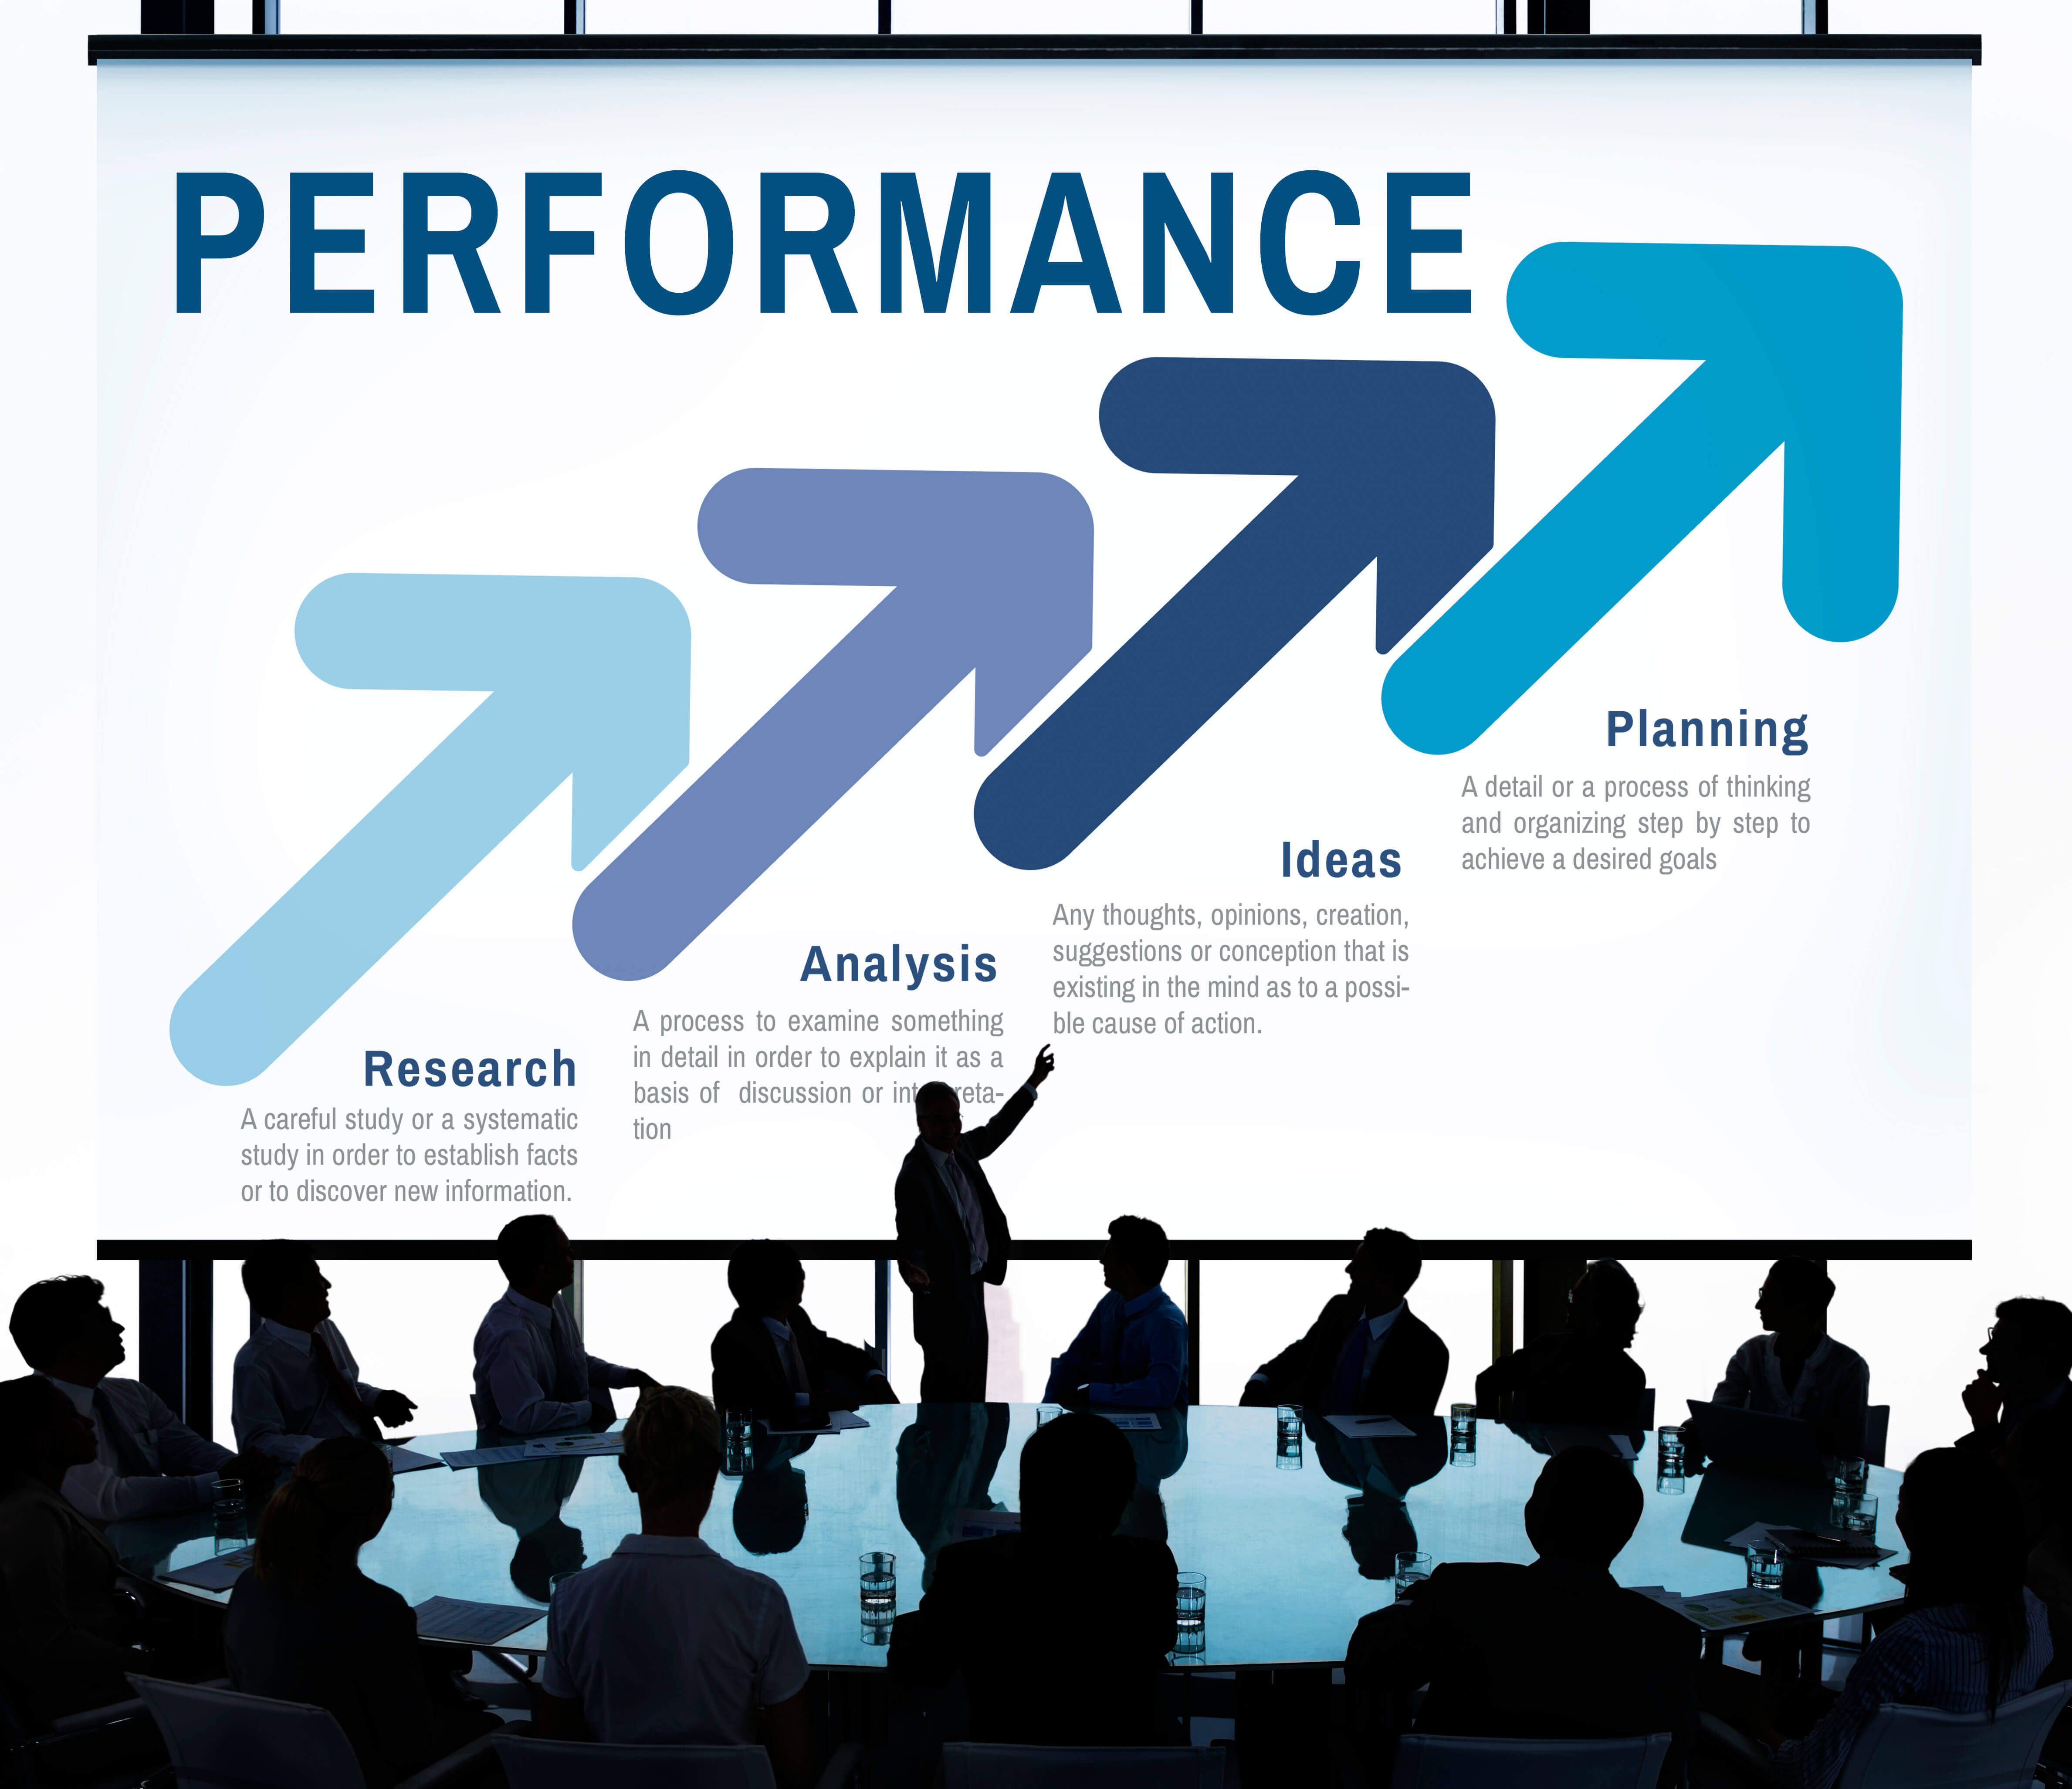 PERFORMANCE
Research
A careful study or a systematic
study in order to establish facts
or to discover new information.
Analysis
A process to examine something
in detail in order to explain it as a
basis of discussion or interpreta-
tion
Ideas
Any thoughts, opinions, creation,
suggestions or conception that is
existing in the mind as to a possi-
ble cause of action.
Planning
A detail or a process of thinking
and organizing step by step to
achieve a desired goals